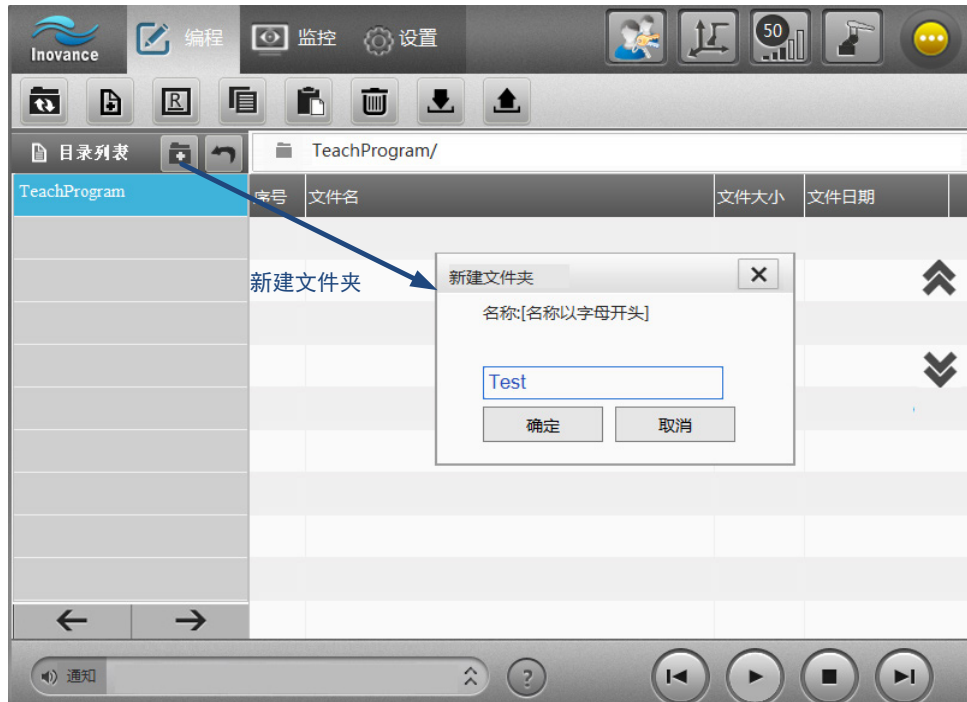 Inovance
编程
监控
设置
50
R
目录列表
TeachProgram/
TeachProgram
序号
文件名
文件大小
文件日期
新建文件夹
新建文件夹
名称:[名称以字母开头]
Test
确定
取消
通知
?